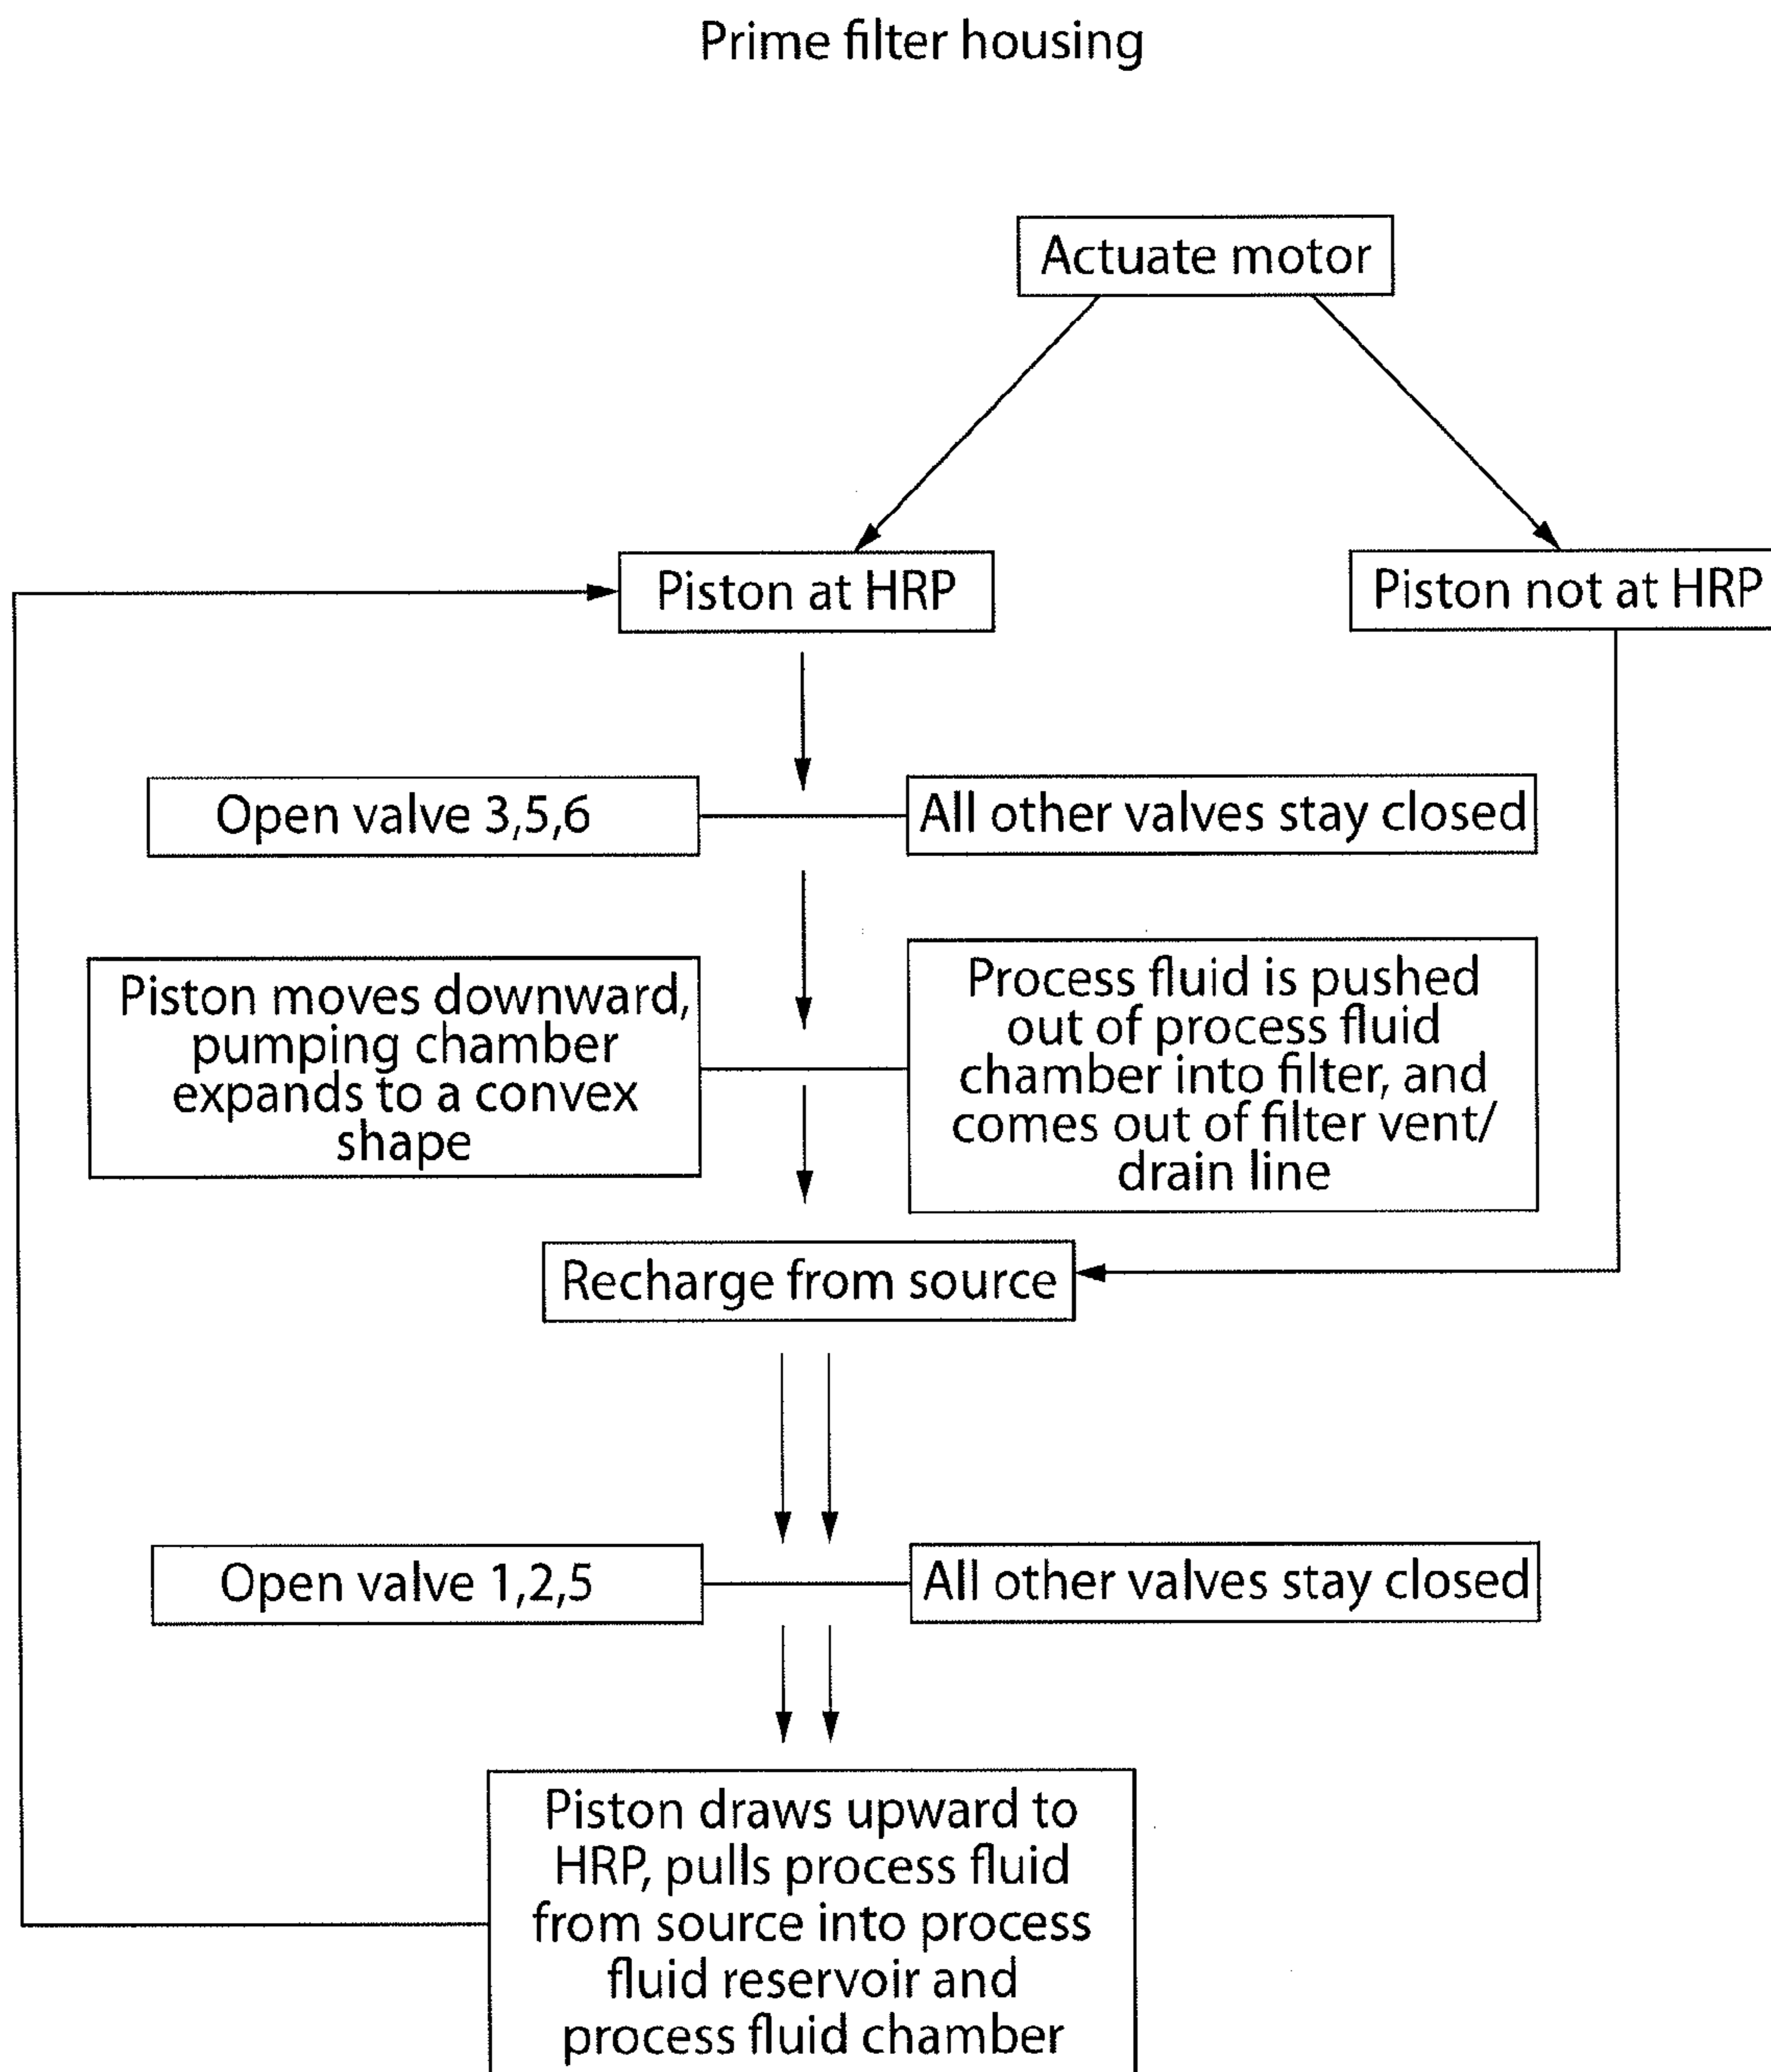 Prime filter housing
Actuate motor
Piston at HRP
Piston not at HRP
Open valve 3,5,6
All other valves stay closed
Piston moves downward,
pumping chamber
expands to a convex
shape
Process fluid is pushed
out of process fluid
chamber into filter, and
comes out of filter vent/
drain line
Recharge from source
Open valve 1,2,5
All other valves stay closed
Piston draws upward to
HRP, pulls process fluid
from source into process
fluid reservoir and
process fluid chamber